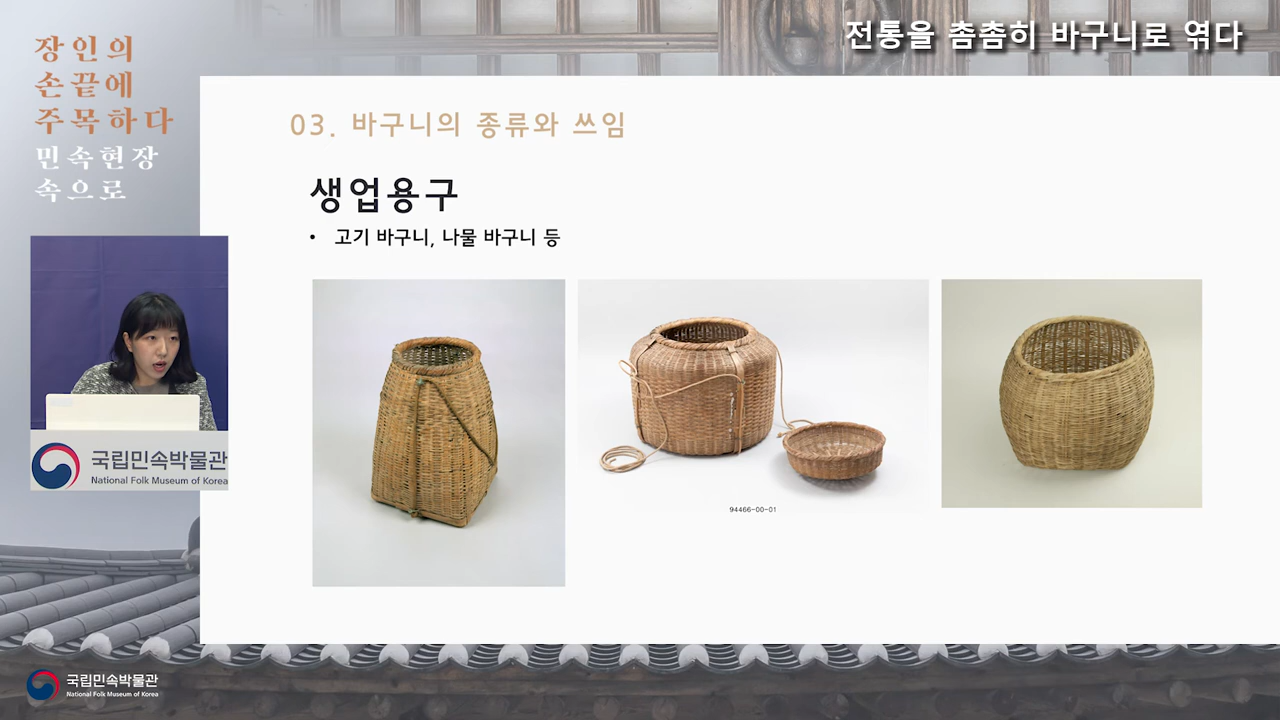 장인의
손끝에
주목하다
민속현장
속으로
전통을 촘촘히 바구니로 엮다
03. 바구니의 종류와 쓰임
생업용구
• 고기 바구니, 나물 바구니 등
94466-00-01
국립민속박물관
National Folk Museum of Korea
국립민속박물관
National Folk Museum of Korea